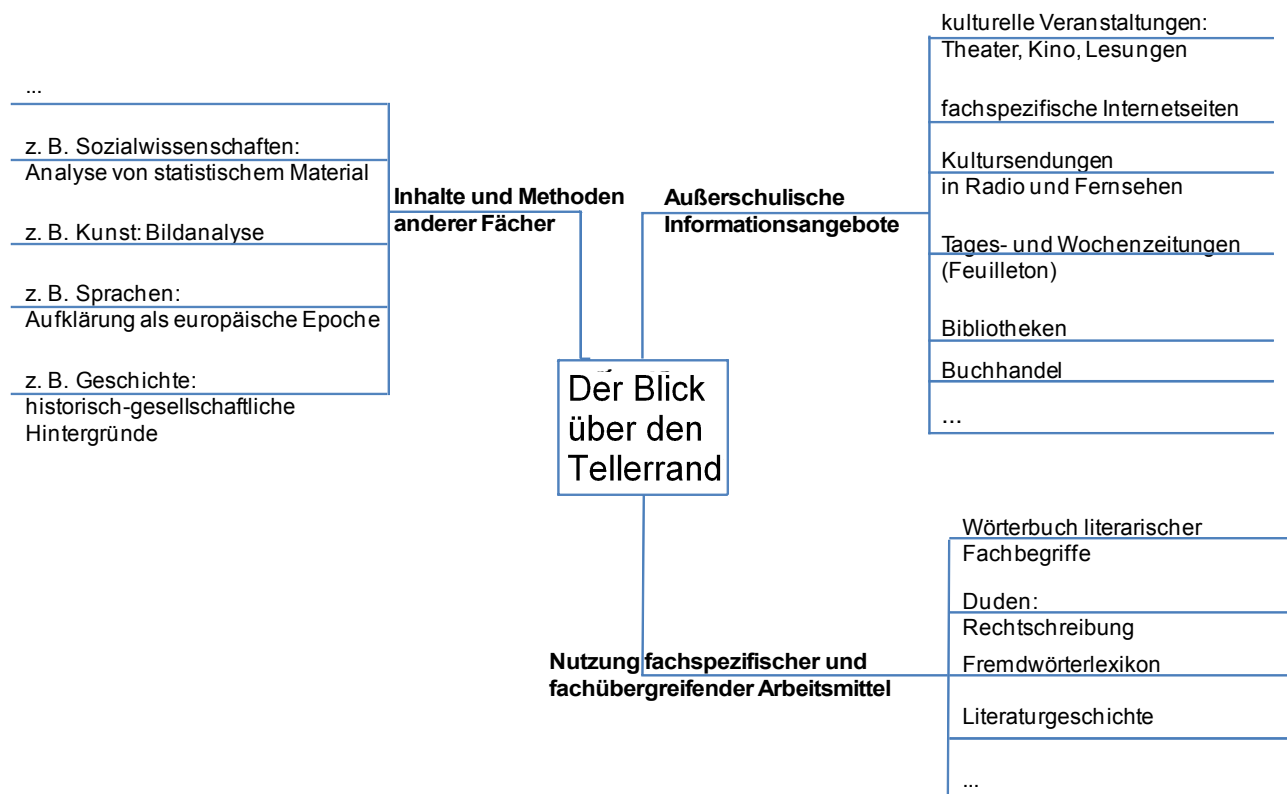 ...
z. B. Sozialwissenschaften:
Analyse von statistischem Material
z. B. Kunst: Bildanalyse
z. B. Sprachen:
Aufklärung als europäische Epoche
z. B. Geschichte:
historisch-gesellschaftliche
Hintergründe
Inhalte und Methoden
anderer Fächer
Außerschulische
Informationsangebote
kulturelle Veranstaltungen:
Theater, Kino, Lesungen
fachspezifische Internetseiten
Kultursendungen
in Radio und Fernsehen
Tages- und Wochenzeitungen
(Feuilleton)
Bibliotheken
Buchhandel
...
Der Blick
über den
Tellerrand
Nutzung fachspezifischer und
fachübergreifender Arbeitsmittel
Wörterbuch literarischer
Fachbegriffe
Duden:
Rechtschreibung
Fremdwörterlexikon
Literaturgeschichte
...